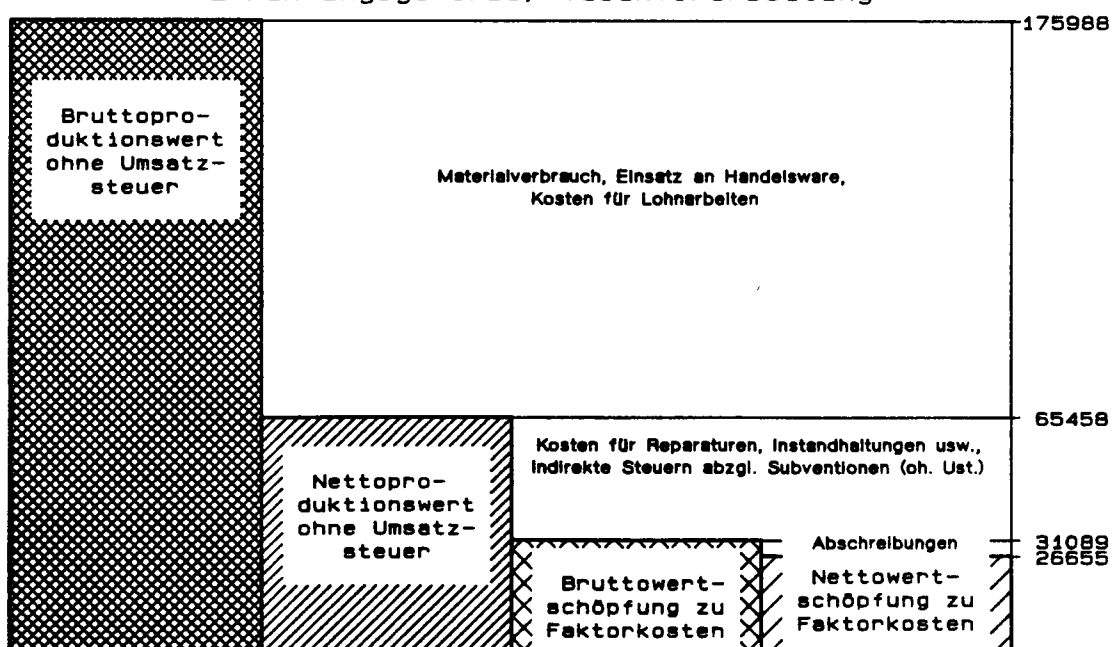 175988
Bruttopro-
duktionswert
ohne Umsatz-
steuer
Materialverbrauch, Einsatz an Handelsware,
Kosten für Lohnarbeiten
65458
Kosten für Reparaturen, Instandhaltungen usw.,
Indirekte Steuern abzgl. Subventionen (oh. Ust.)
Nettopro-
duktionswert
ohne Umsatz-
steuer
Abschreibungen
31089
26655
Bruttowert-
schöpfung zu
Faktorkosten
Nettowert-
schöpfung zu
Faktorkosten